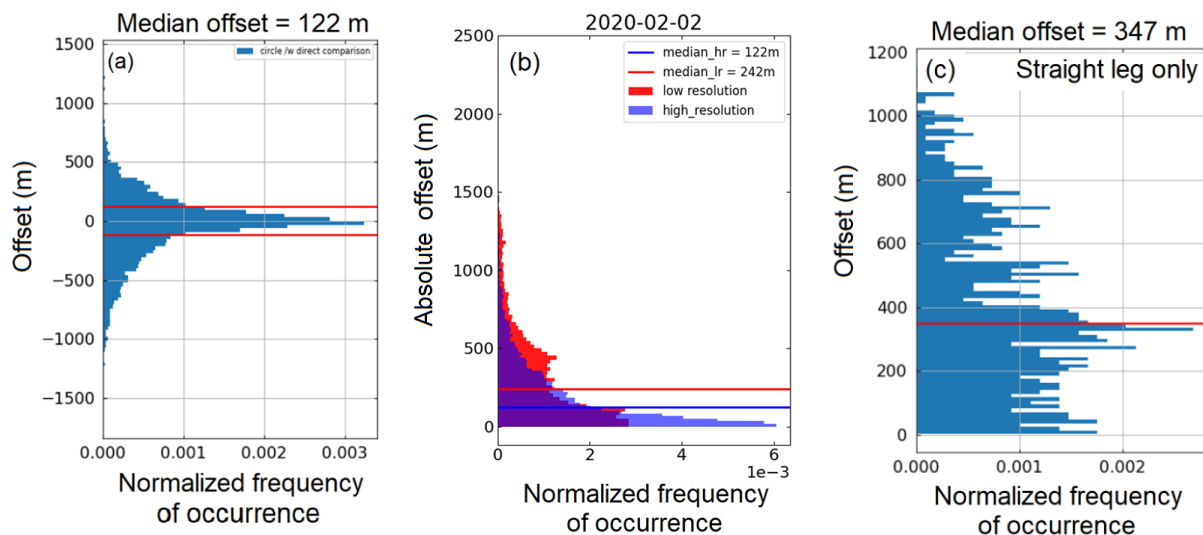 Median offset = 122 m
(a)
circle /w direct comparison
1500
1000
500
0
−500
−1000
−1500
Offset (m)
0.000
0.001
0.002
0.003
Normalized frequency
of occurrence
2020-02-02
(b)
median_hr = 122m
median_lr = 242m
low resolution
high_resolution
2500
2000
1500
1000
500
0
Absolute offset (m)
0
2
4
6
1e−3
Normalized frequency
of occurrence
Median offset = 347 m
(c)
Straight leg only
1200
1000
800
600
400
200
0
Offset (m)
0.000
0.001
0.002
Normalized frequency
of occurrence